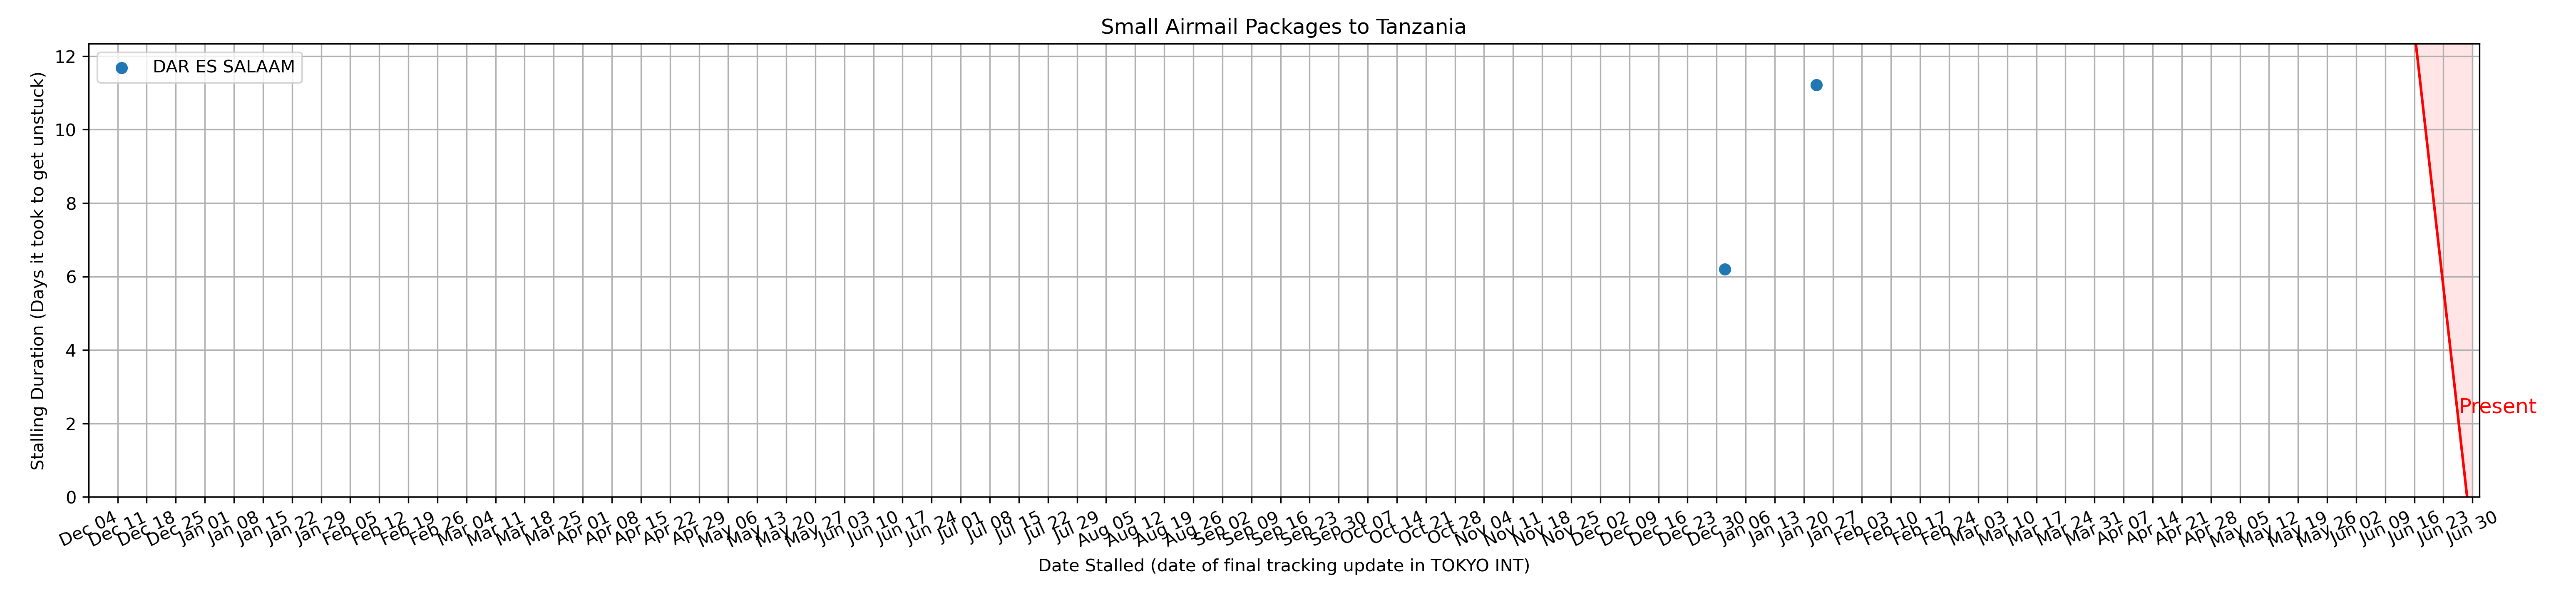 Small Airmail Packages to Tanzania
DAR ES SALAAM
Stalling Duration (Days it took to get unstuck)
12
10
8
6
4
2
0
Present
Dec 04 Dec 11 Dec 18 Dec 25 Jan 01 Jan 08 Jan 15 Jan 22 Jan 29 Feb 05 Feb 12 Feb 19 Feb 26 Mar 04 Mar 11 Mar 18 Mar 25 Apr 01 Apr 08 Apr 15 Apr 22 Apr 29 May 06 May 13 May 20 May 27 Jun 03 Jun 10 Jun 17 Jun 24 Jul 01 Jul 08 Jul 15 Jul 22 Jul 29 Aug 05 Aug 12 Aug 19 Aug 26 Sep 02 Sep 09 Sep 16 Sep 23 Sep 30 Oct 07 Oct 14 Oct 21 Oct 28 Nov 04 Nov 11 Nov 18 Nov 25 Dec 02 Dec 09 Dec 16 Dec 23 Dec 30 Jan 06 Jan 13 Jan 20 Jan 27 Feb 03 Feb 10 Feb 17 Feb 24 Mar 03 Mar 10 Mar 17 Mar 24 Mar 31 Apr 07 Apr 14 Apr 21 Apr 28 May 05 May 12 May 19 May 26 Jun 02 Jun 09 Jun 16 Jun 23 Jun 30
Date Stalled (date of final tracking update in TOKYO INT)